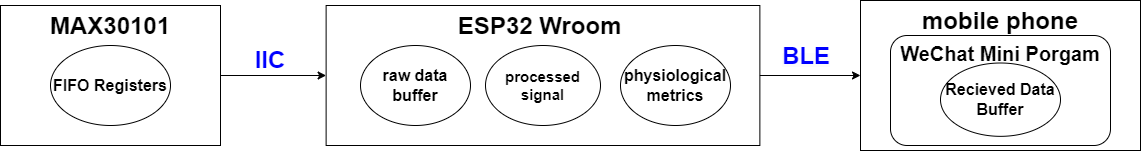 MAX30101
FIFO Registers
IIC
ESP32 Wroom
raw data
buffer
processed
signal
physiological
metrics
BLE
mobile phone
WeChat Mini Porgam
Recieved Data
Buffer